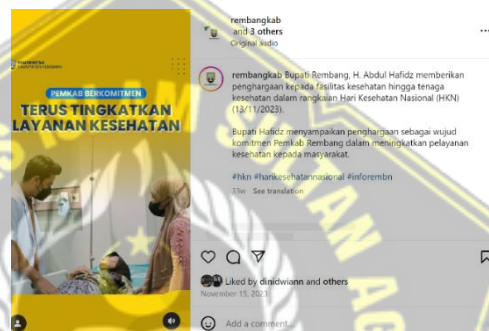 PEMERINTAH
KABUPATEN REMBANG
PEMKAB BERKOMITMEN
TERUS TINGKATKAN
LAYANAN KESEHATAN
rembangkab
and 3 others
Original audio
rembangkab Bupati Rembang, H. Abdul Hafidz memberikan
penghargaan kepada fasilitas kesehatan hingga tenaga
kesehatan dalam rangkaian Hari Kesehatan Nasional (HKN)
(13/11/2023).
Bupati Hafidz menyampaikan penghargaan sebagai wujud
komitmen Pemkab Rembang dalam meningkatkan pelayanan
kesehatan kepada masyarakat.
#hkn #harikesehatannasional #inforembn
33w See translation
Liked by dinidwiann and others
November 15, 2023
Add a comment...